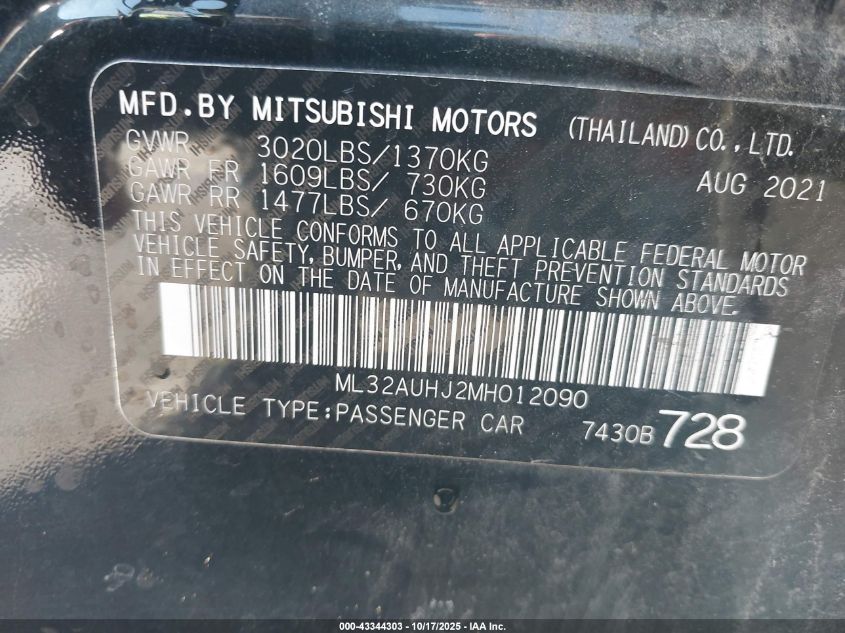 MFD.BY MITSUBISHI MOTORS (THAILAND)CO.,LTD.
GVWR 3020LBS/1370KG
GAWR FR 1609LBS/ 730KG AUG 2021
GAWR RR 1477LBS/ 670KG
THIS VEHICLE CONFORMS TO ALL APPLICABLE FEDERAL MOTOR
VEHICLE SAFETY, BUMPER, AND THEFT PREVENTION STANDARDS
IN EFFECT ON THE DATE OF MANUFACTURE SHOWN ABOVE.
ML32AUHJ2MH012090
VEHICLE TYPE:PASSENGER CAR 7430B 728
000-43344303 | 10/17/2025 | IAA Inc.